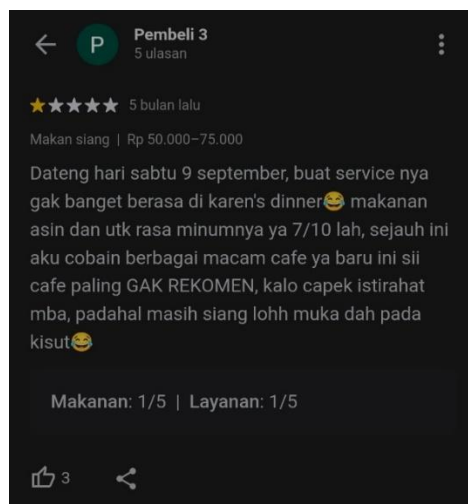 Pembeli 3
P
5 ulasan
5 bulan lalu
Makan siang | Rp 50.000–75.000
Dateng hari sabtu 9 september, buat service nya
gak banget berasa di karen's dinner😂 makanan
asin dan utk rasa minumnya ya 7/10 lah, sejauh ini
aku cobain berbagai macam cafe ya baru ini sii
cafe paling GAK REKOMEN, kalo capek istirahat
mba, padahal masih siang lohh muka dah pada
kisut😂
Makanan: 1/5 | Layanan: 1/5
3